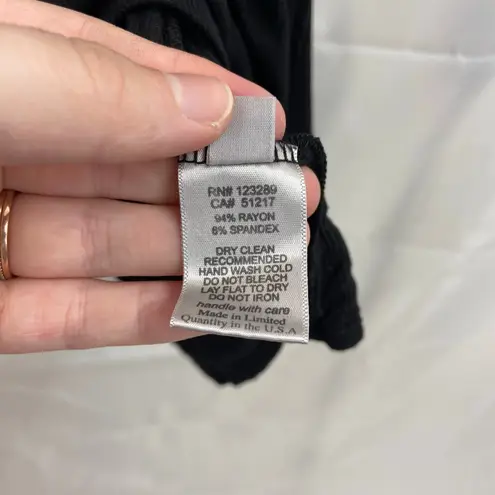 RN# 123289
CA# 51217
94% RAYON
6% SPANDEX
DRY CLEAN
RECOMMENDED
HAND WASH COLD
DO NOT BLEACH
LAY FLAT TO DRY
DO NOT IRON
handle with care
Made in Limited
Quantity in the U.S.A